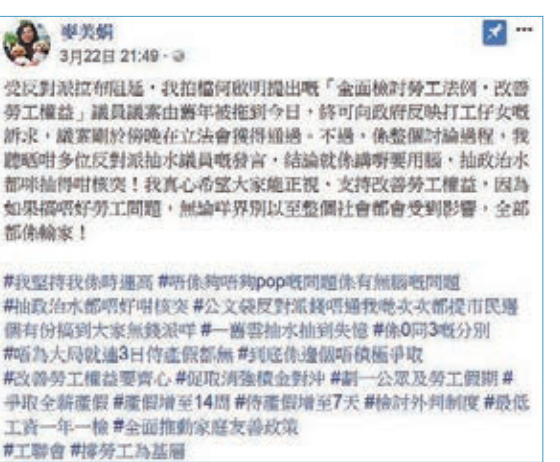 麥美娟
3月22日 21:49
受反對派拉布阻延，我拍檔何啟明提出嘅「全面檢討勞工法例，改善
勞工權益」議員議案由舊年被拖到今日，終可向政府反映打工仔女嘅
訴求，議案剛於傍晚在立法會獲得通過。不過，係整個討論過程，我
聽晒咁多位反對派抽水議員嘅發言，結論就係講嘢要用腦，抽政治水
都咪抽得咁核突！我真心希望大家能正視、支持改善勞工權益，因為
如果搞唔好勞工問題，無論咩界別以至整個社會都會受到影響，全部
都係輸家！
#我堅持我係時運高 #唔係夠唔夠pop嘅問題係有無腦嘅問題
#抽政治水都唔好咁核突 #公文袋反對派錢唔通我哋次次都提市民邊
個有份搞到大家無錢派咩 #一舊雲抽水抽到失憶 #係0同3嘅分別
#唔為大局就連3日侍產假都無 #到底係邊個唔積極爭取
#改善勞工權益要齊心 #促取消強積金對沖 #劃一公眾及勞工假期 #
爭取全薪產假 #產假增至14周 #侍產假增至7天 #檢討外判制度 #最低
工資一年一檢 #全面推動家庭友善政策
#工聯會 #撐勞工為基層